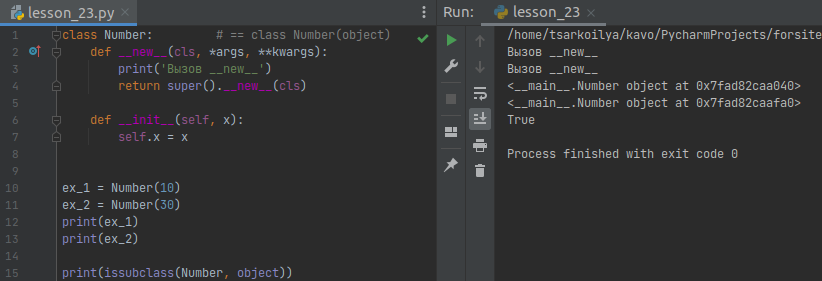 lesson_23.py
class Number:         # == class Number(object)
    def __new__(cls, *args, **kwargs):
        print('Вызов __new__')
        return super().__new__(cls)
    def __init__(self, x):
        self.x = x
ex_1 = Number(10)
ex_2 = Number(30)
print(ex_1)
print(ex_2)
print(issubclass(Number, object))
1
2
3
4
5
6
7
8
9
10
11
12
13
14
15
Run: lesson_23
/home/tsarkoilya/kavo/PycharmProjects/forsite
Вызов __new__
Вызов __new__
<__main__.Number object at 0x7fad82caa040>
<__main__.Number object at 0x7fad82caafa0>
True
Process finished with exit code 0